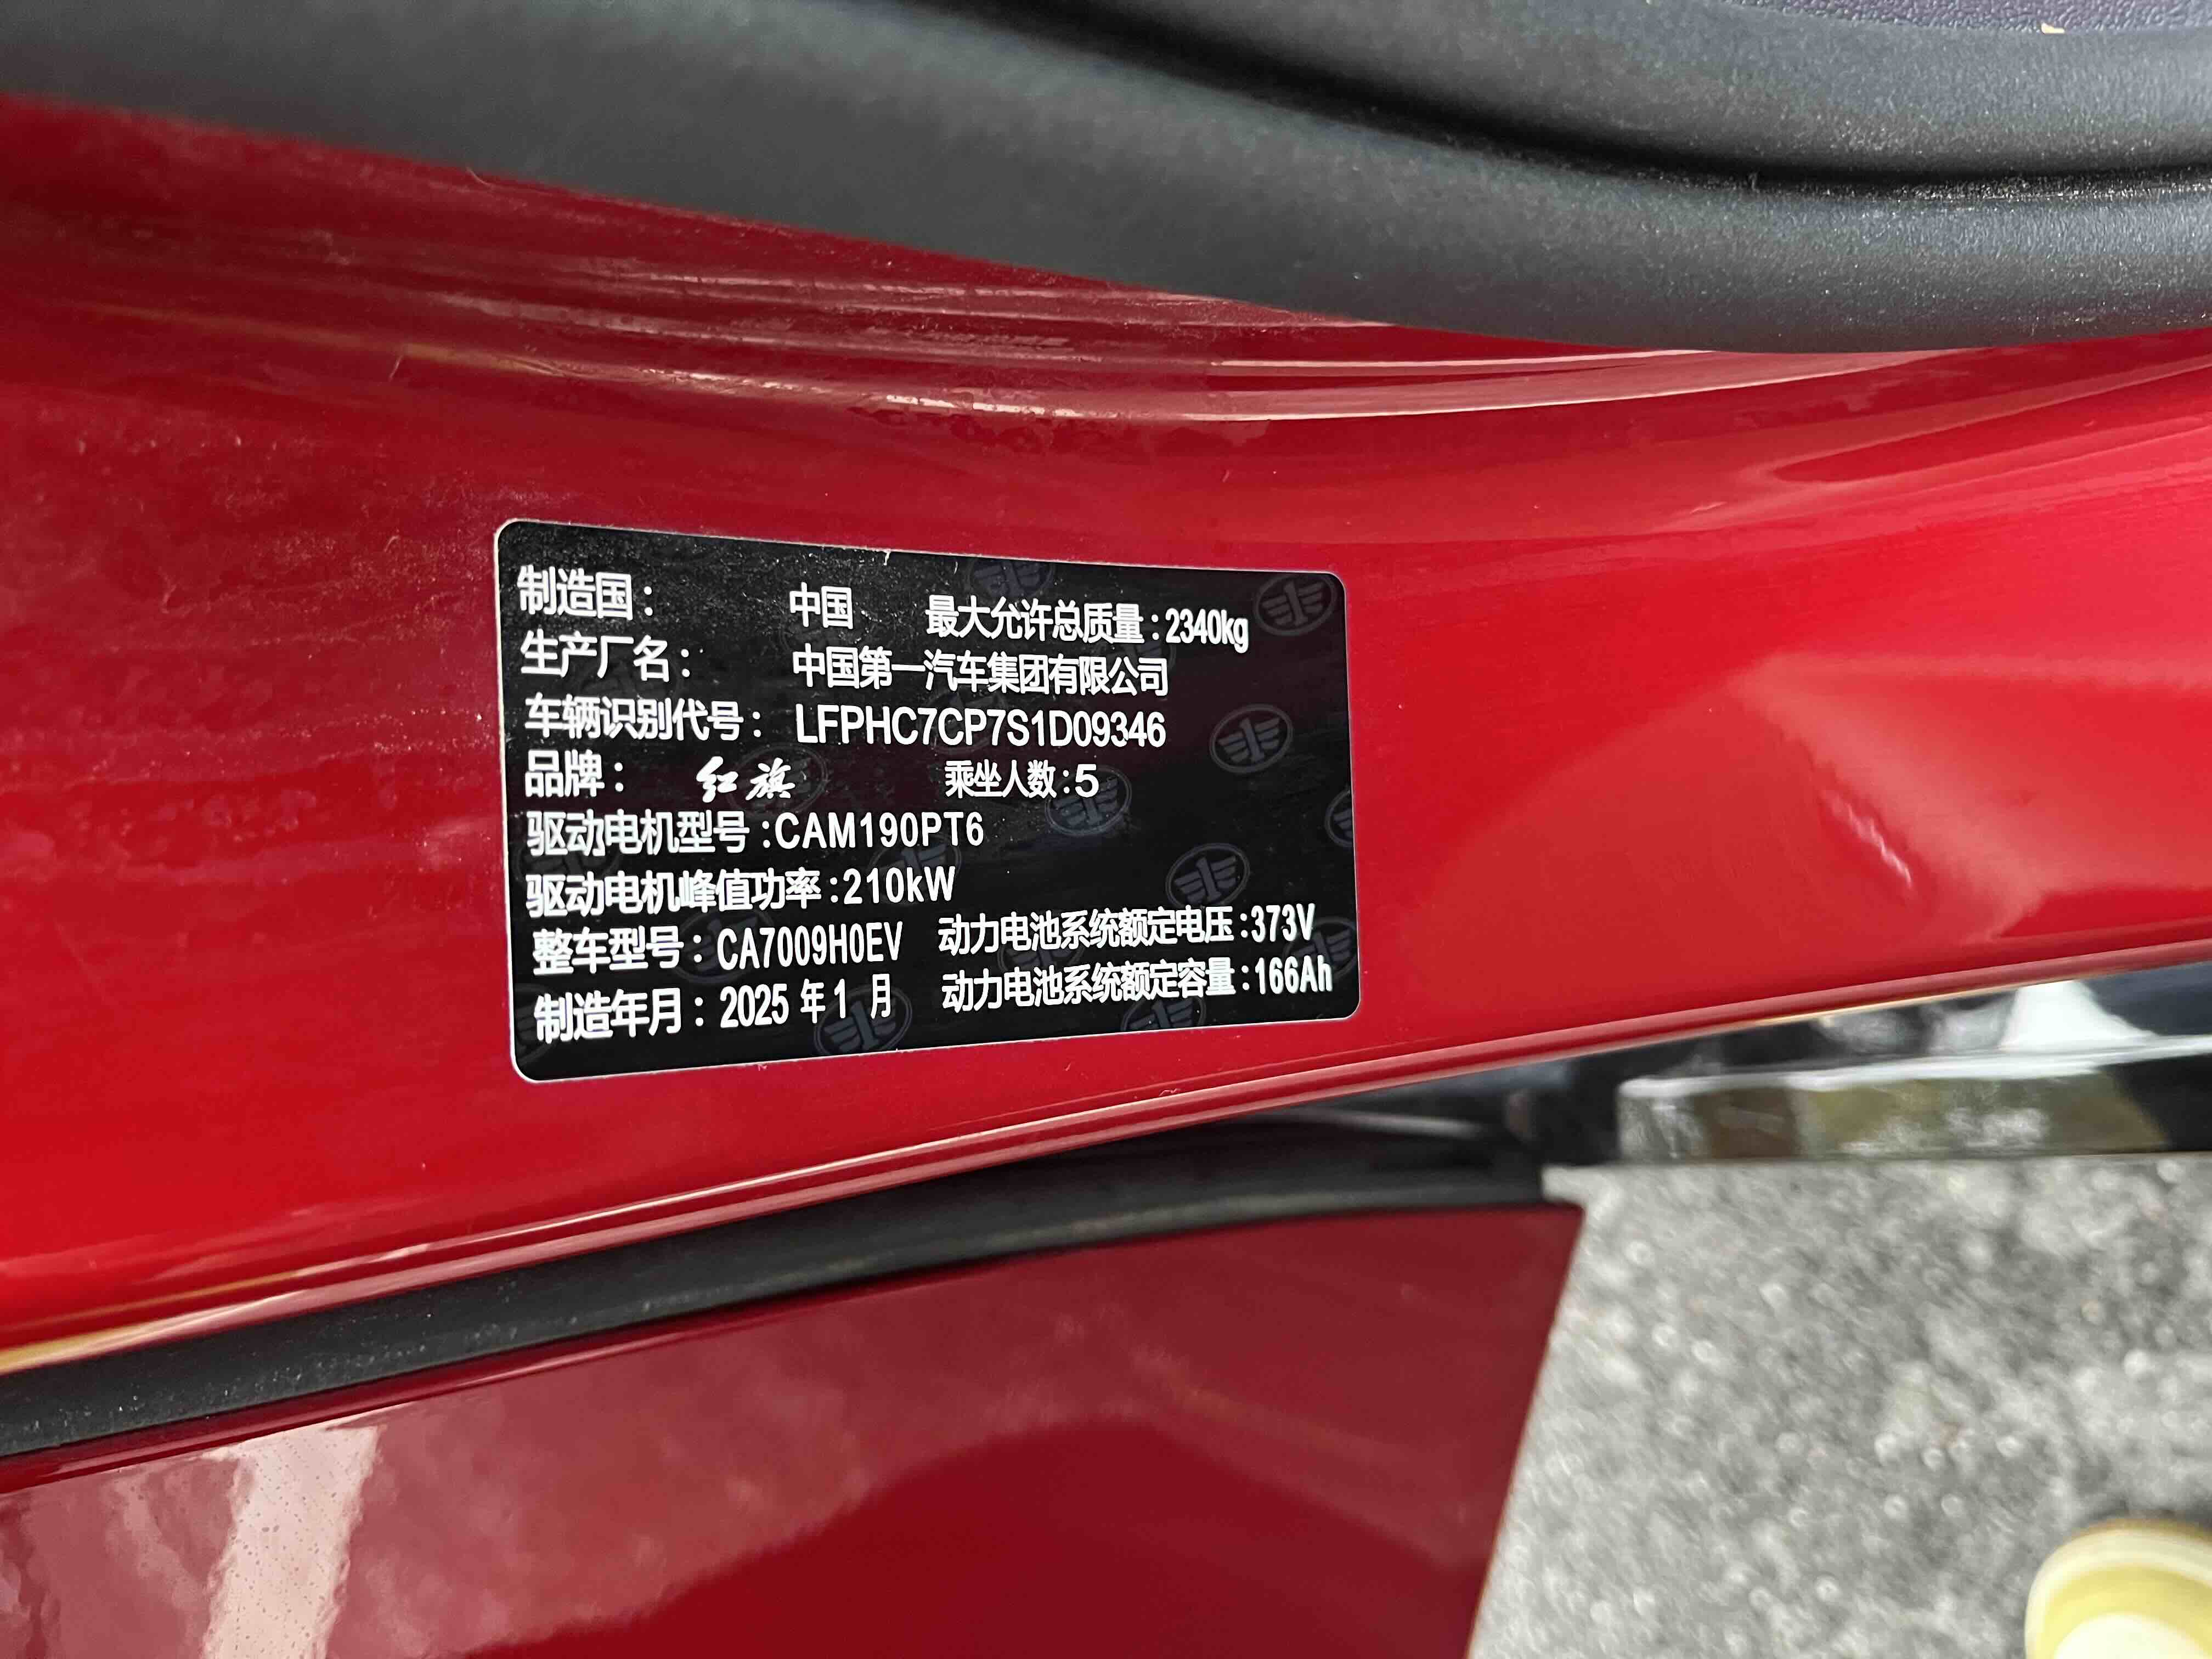 制造国： 中国 最大允许总质量：2340kg
生产厂名： 中国第一汽车集团有限公司
车辆识别代号： LFPHC7CP7S1D09346
品牌： 红旗 乘坐人数：5
驱动电机型号：CAM190PT6
驱动电机峰值功率：210kW
整车型号：CA7009H0EV 动力电池系统额定电压：373V
制造年月：2025年1月 动力电池系统额定容量：166Ah